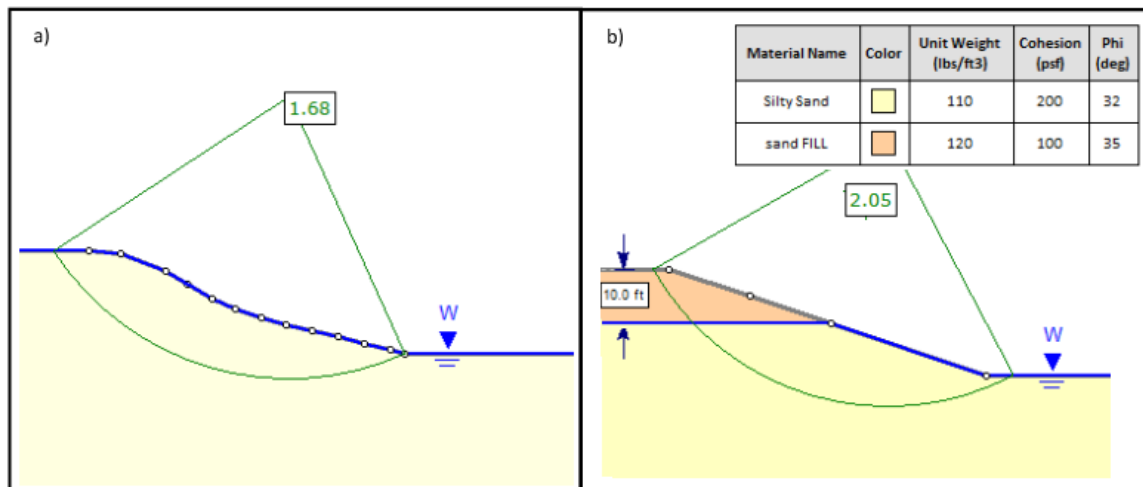 a)
1.68
W
b)
Material Name Color Unit Weight (lbs/ft3) Cohesion (psf) Phi (deg)
Silty Sand 110 200 32
sand FILL 120 100 35
2.05
10.0 ft
W